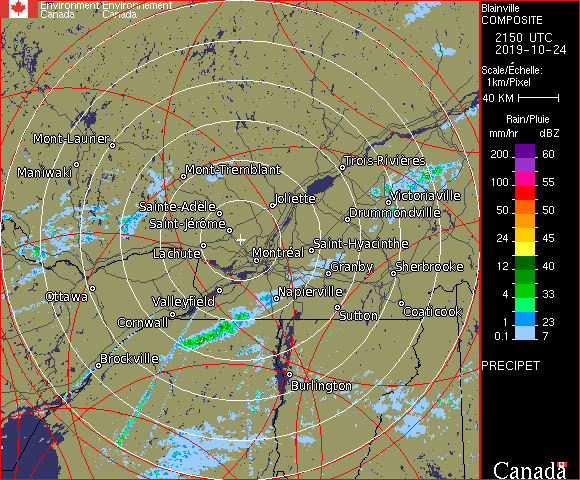 Environment Environnement
Canada Canada
Blainville
COMPOSITE
2150 UTC
2019-10-24
Scale/Échelle:
1km/Pixel
40 KM
Rain/Pluie
mm/hr dBZ
200 60
100 55
50 50
24 45
12 40
4 33
1 23
0.1 7
PRECIPET
Canada
Mont-Laurier
Maniwaki
Mont-Tremblant
Trois-Rivières
Joliette
Victoriaville
Sainte-Adèle
Drummondville
Saint-Jérôme
Saint-Hyacinthe
Lachute
Montréal
Granby
Sherbrooke
Ottawa
Valleyfield
Napierville
Cornwall
Sutton
Coaticook
Brockville
Burlington